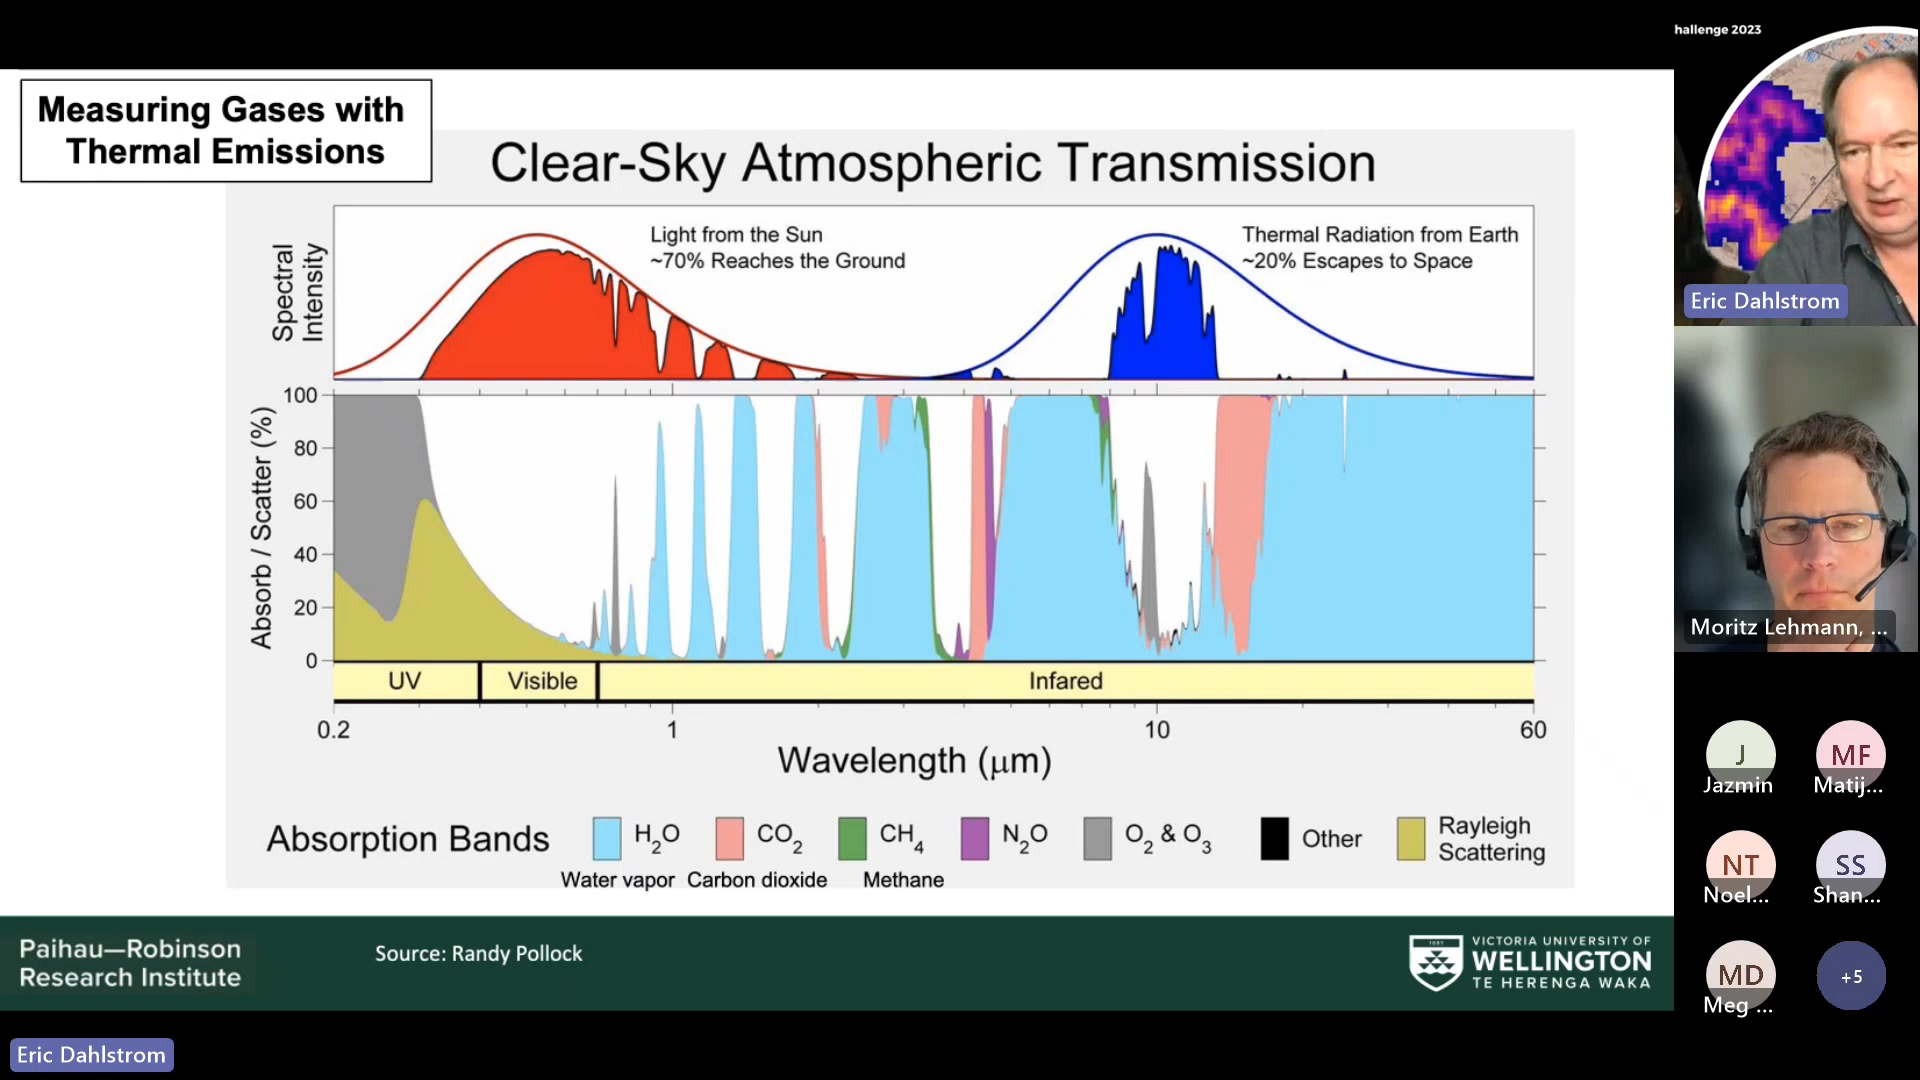 hallenge 2023
Measuring Gases with
Thermal Emissions
Clear-Sky Atmospheric Transmission
Spectral
Intensity
Light from the Sun
~70% Reaches the Ground
Thermal Radiation from Earth
~20% Escapes to Space
Absorb / Scatter (%)
100
80
60
40
20
0
UV
Visible
Infared
0.2
1
10
60
Wavelength (μm)
Absorption Bands
H2O
CO2
CH4
N2O
O2 & O3
Other
Rayleigh
Scattering
Water vapor
Carbon dioxide
Methane
Paihau—Robinson
Research Institute
Source: Randy Pollock
1897
VICTORIA UNIVERSITY OF
WELLINGTON
TE HERENGA WAKA
Eric Dahlstrom
Eric Dahlstrom
Moritz Lehmann, ...
J
Jazmin
MF
Matij...
NT
Noel...
SS
Shan...
MD
Meg ...
+5